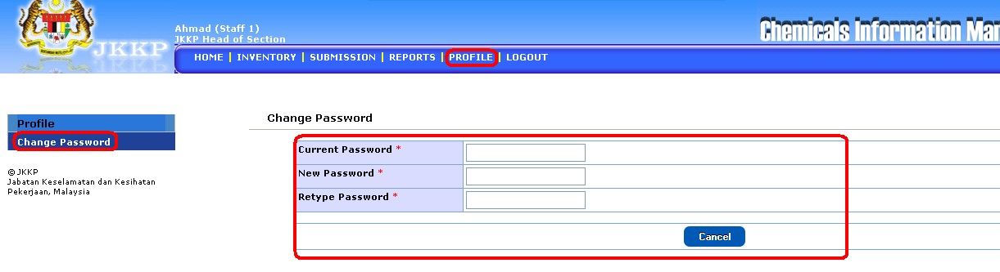 Ahmad (Staff 1)
JKKP Head of Section
JKKP
Chemicals Information Mar
HOME | INVENTORY | SUBMISSION | REPORTS | PROFILE | LOGOUT
Profile
Change Password
© JKKP
Jabatan Keselamatan dan Kesihatan
Pekerjaan, Malaysia
Change Password
Current Password *
New Password *
Retype Password *
Cancel